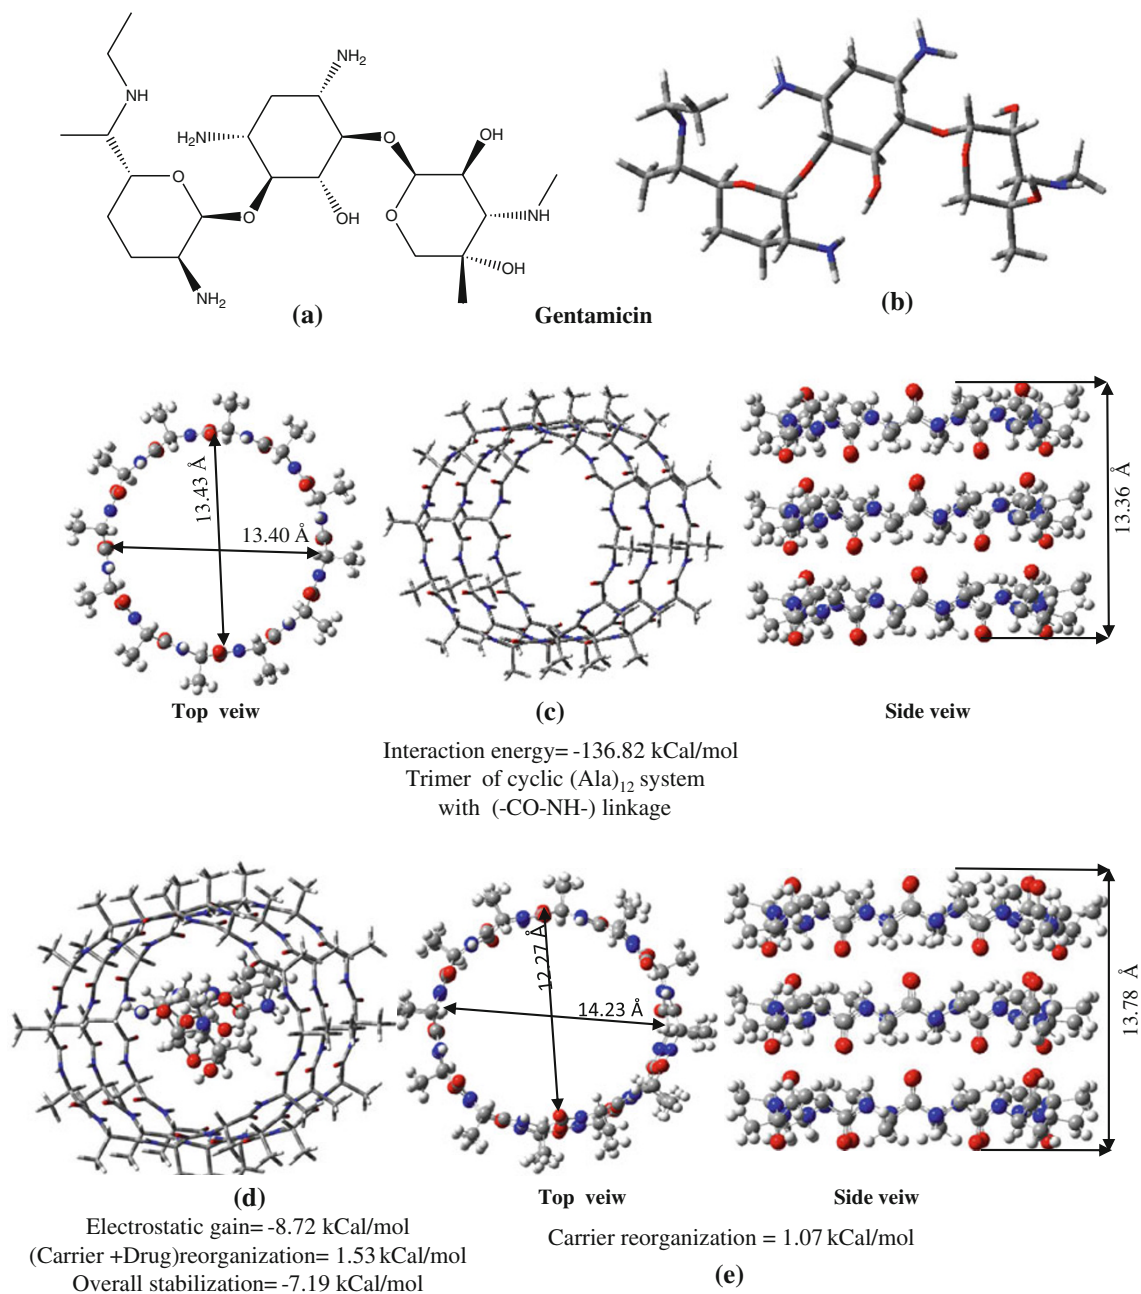 NH
NH₂
H₂N
O
OH
O
O
OH
O
NH
OH
NH₂
(a)
Gentamicin
(b)
13.43 Å
13.40 Å
13.36 Å
Top veiw
(c)
Side veiw
Interaction energy= -136.82 kCal/mol
Trimer of cyclic (Ala)₁₂ system
with (-CO-NH-) linkage
12.27 Å
14.23 Å
13.78 Å
(d)
Top veiw
Side veiw
Electrostatic gain= -8.72 kCal/mol
(Carrier +Drug)reorganization= 1.53 kCal/mol
Overall stabilization= -7.19 kCal/mol
Carrier reorganization = 1.07 kCal/mol
(e)